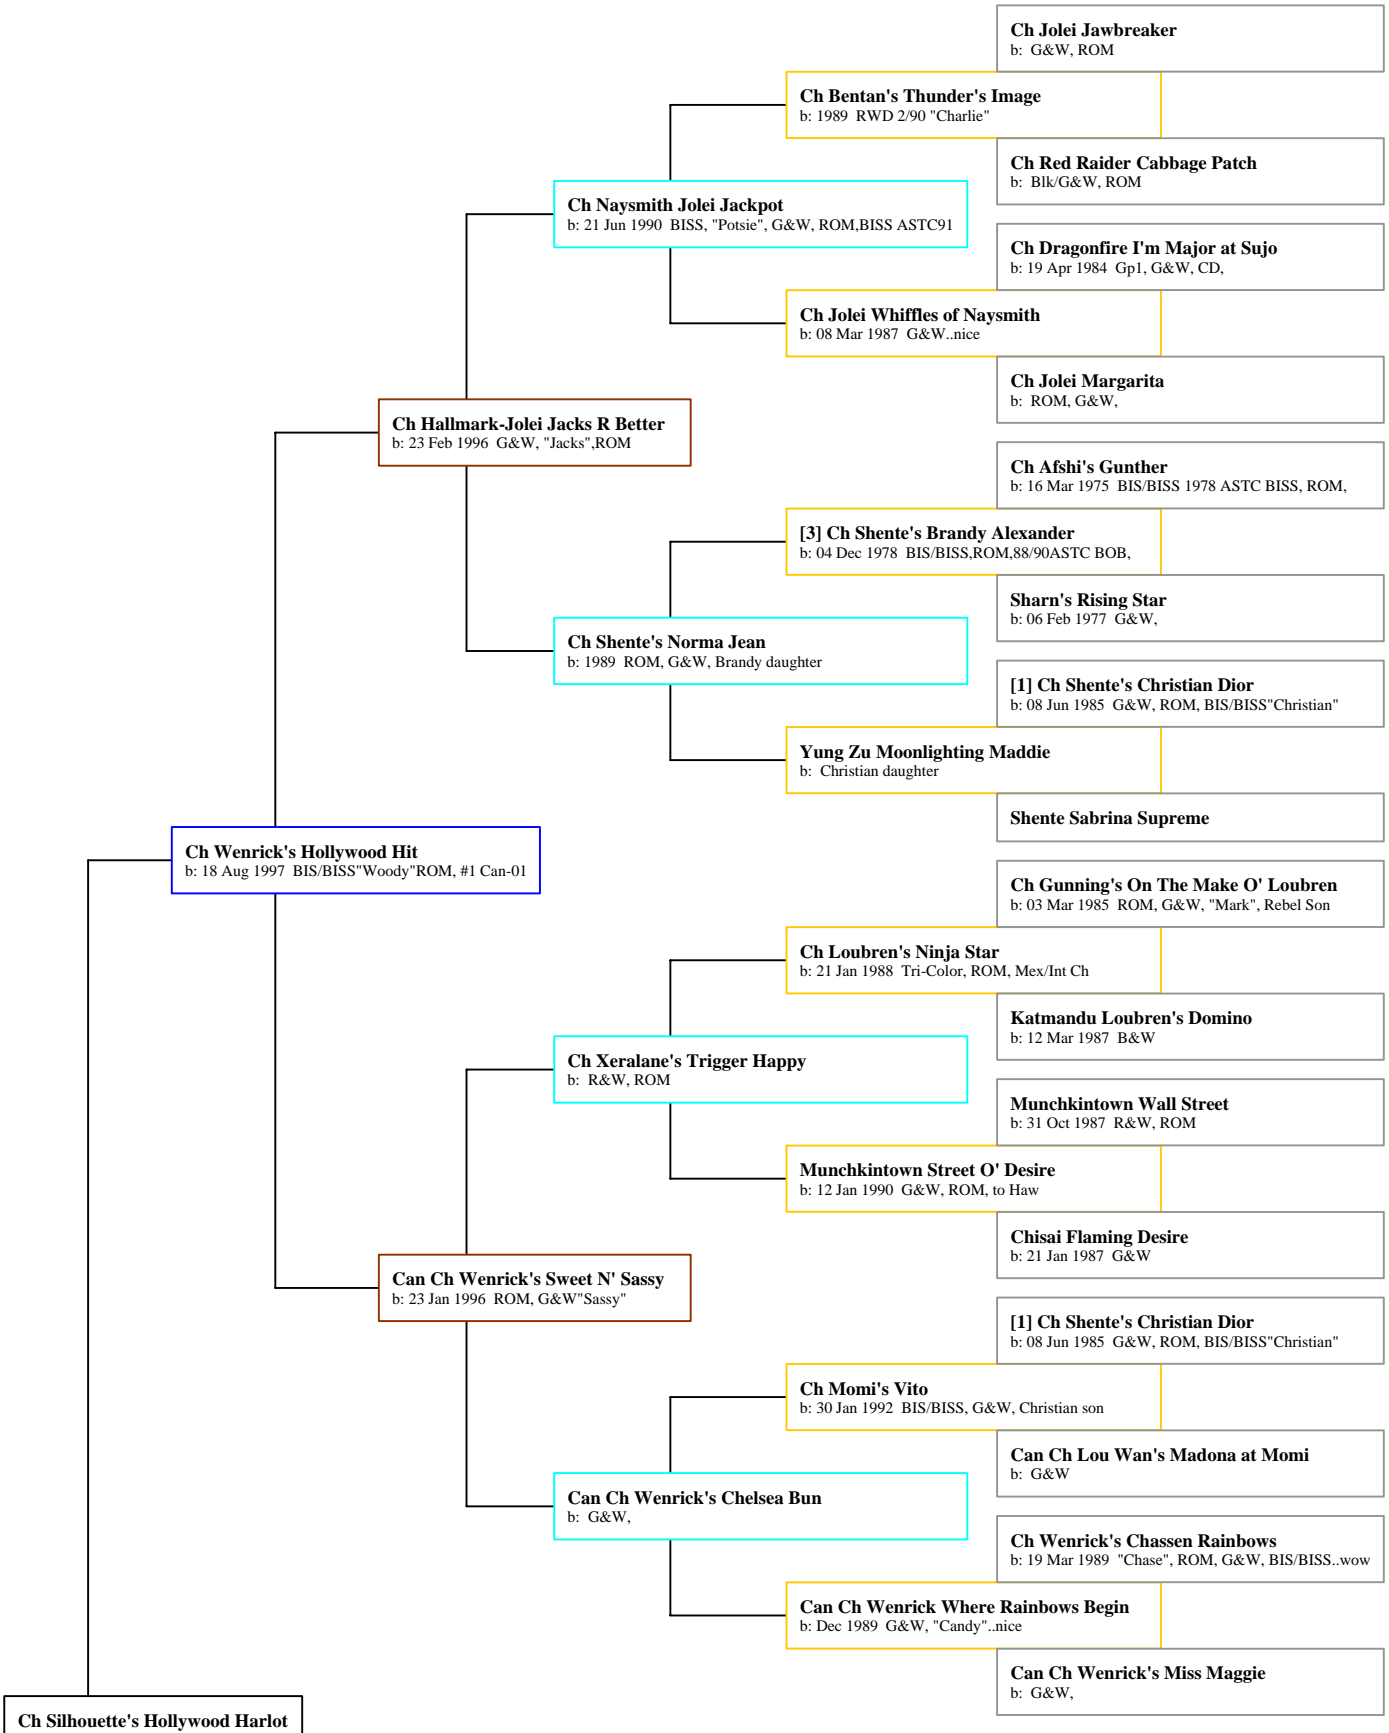 Ch Jolei Jawbreaker
b:  G&W, ROM
Ch Bentan's Thunder's Image
b: 1989  RWD 2/90 "Charlie"
Ch Red Raider Cabbage Patch
b:  Blk/G&W, ROM
Ch Naysmith Jolei Jackpot
b: 21 Jun 1990  BISS, "Potsie", G&W, ROM,BISS ASTC91
Ch Dragonfire I'm Major at Sujo
b: 19 Apr 1984  Gp1, G&W, CD,
Ch Jolei Whiffles of Naysmith
b: 08 Mar 1987  G&W..nice
Ch Jolei Margarita
b:  ROM, G&W,
Ch Hallmark-Jolei Jacks R Better
b: 23 Feb 1996  G&W, "Jacks",ROM
Ch Afshi's Gunther
b: 16 Mar 1975  BIS/BISS 1978 ASTC BISS, ROM,
[3] Ch Shente's Brandy Alexander
b: 04 Dec 1978  BIS/BISS,ROM,88/90ASTC BOB,
Sharn's Rising Star
b: 06 Feb 1977  G&W,
Ch Shente's Norma Jean
b: 1989  ROM, G&W, Brandy daughter
[1] Ch Shente's Christian Dior
b: 08 Jun 1985  G&W, ROM, BIS/BISS"Christian"
Yung Zu Moonlighting Maddie
b:  Christian daughter
Shente Sabrina Supreme
Ch Wenrick's Hollywood Hit
b: 18 Aug 1997  BIS/BISS"Woody"ROM, #1 Can-01
Ch Gunning's On The Make O' Loubren
b: 03 Mar 1985  ROM, G&W, "Mark", Rebel Son
Ch Loubren's Ninja Star
b: 21 Jan 1988  Tri-Color, ROM, Mex/Int Ch
Katmandu Loubren's Domino
b: 12 Mar 1987  B&W
Ch Xeralane's Trigger Happy
b:  R&W, ROM
Munchkintown Wall Street
b: 31 Oct 1987  R&W, ROM
Munchkintown Street O' Desire
b: 12 Jan 1990  G&W, ROM, to Haw
Chisai Flaming Desire
b: 21 Jan 1987  G&W
Can Ch Wenrick's Sweet N' Sassy
b: 23 Jan 1996  ROM, G&W"Sassy"
[1] Ch Shente's Christian Dior
b: 08 Jun 1985  G&W, ROM, BIS/BISS"Christian"
Ch Momi's Vito
b: 30 Jan 1992  BIS/BISS, G&W, Christian son
Can Ch Lou Wan's Madona at Momi
b:  G&W
Can Ch Wenrick's Chelsea Bun
b:  G&W,
Ch Wenrick's Chassen Rainbows
b: 19 Mar 1989  "Chase", ROM, G&W, BIS/BISS..wow
Can Ch Wenrick Where Rainbows Begin
b: Dec 1989  G&W, "Candy"..nice
Can Ch Wenrick's Miss Maggie
b:  G&W,
Ch Silhouette's Hollywood Harlot